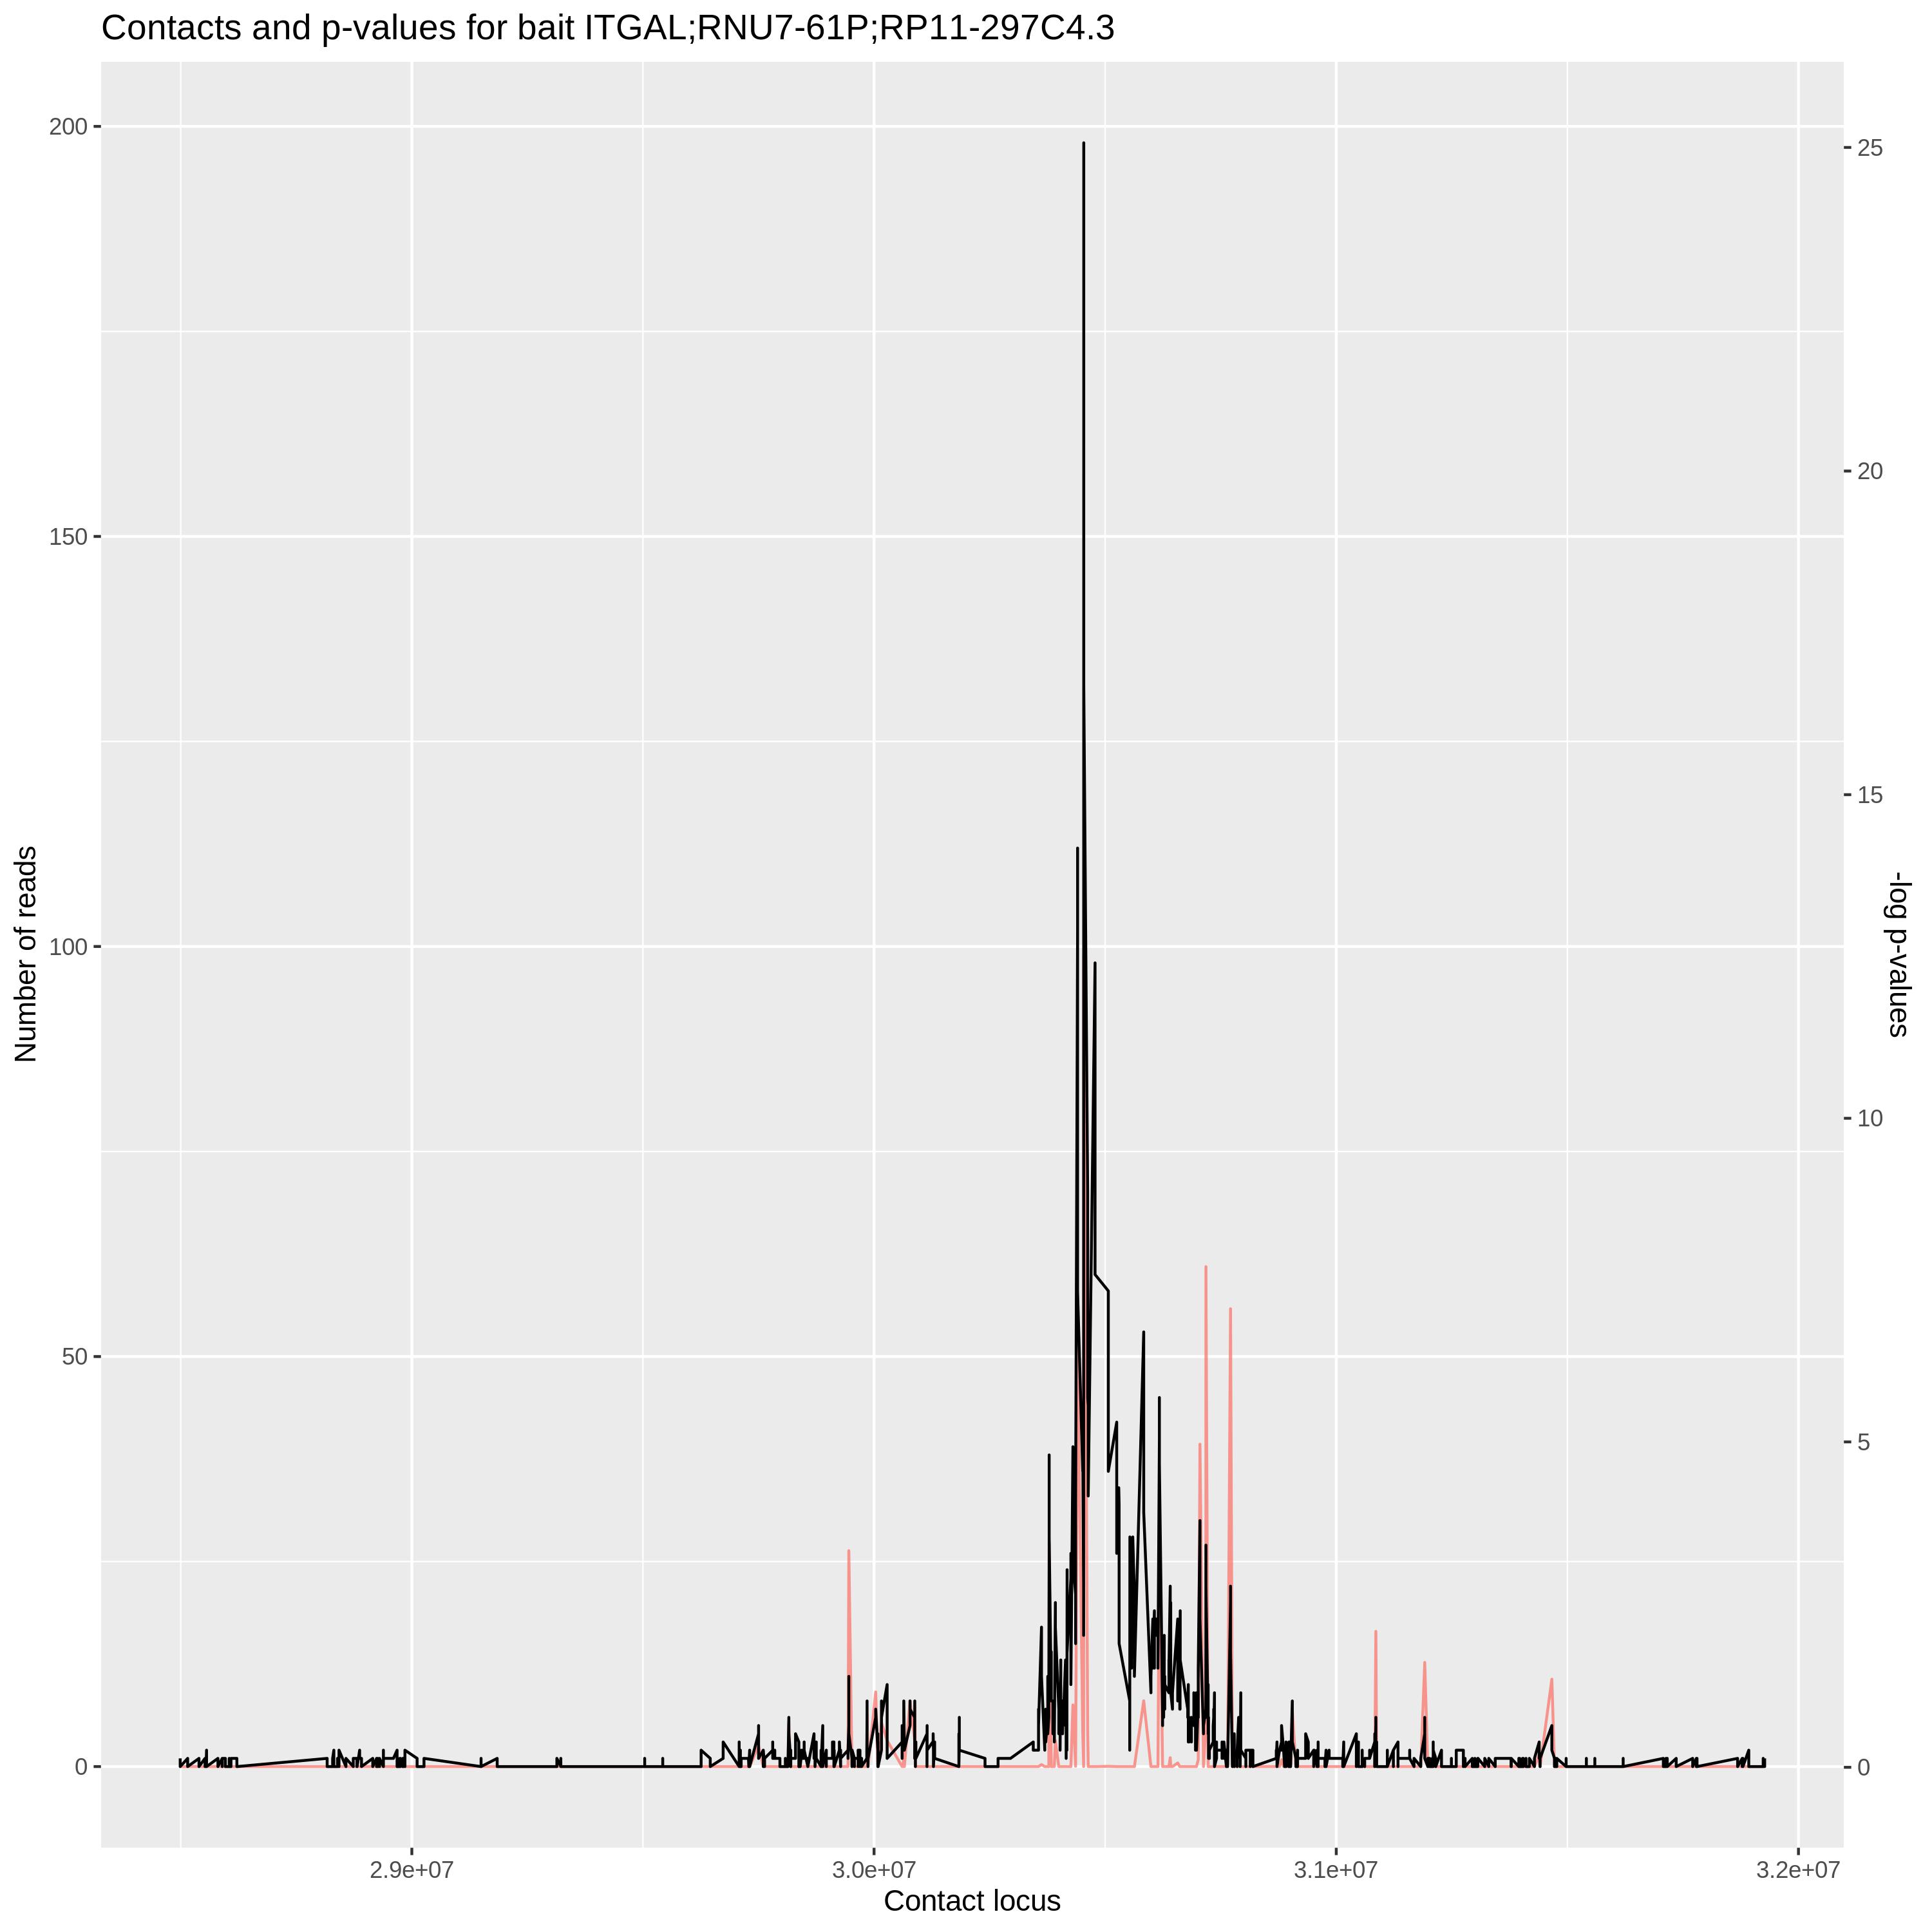 Contacts and p-values for bait ITGAL;RNU7-61P;RP11-297C4.3
200
150
100
50
0
Number of reads
25
20
15
10
5
0
-log p-values
2.9e+07
3.0e+07
3.1e+07
3.2e+07
Contact locus